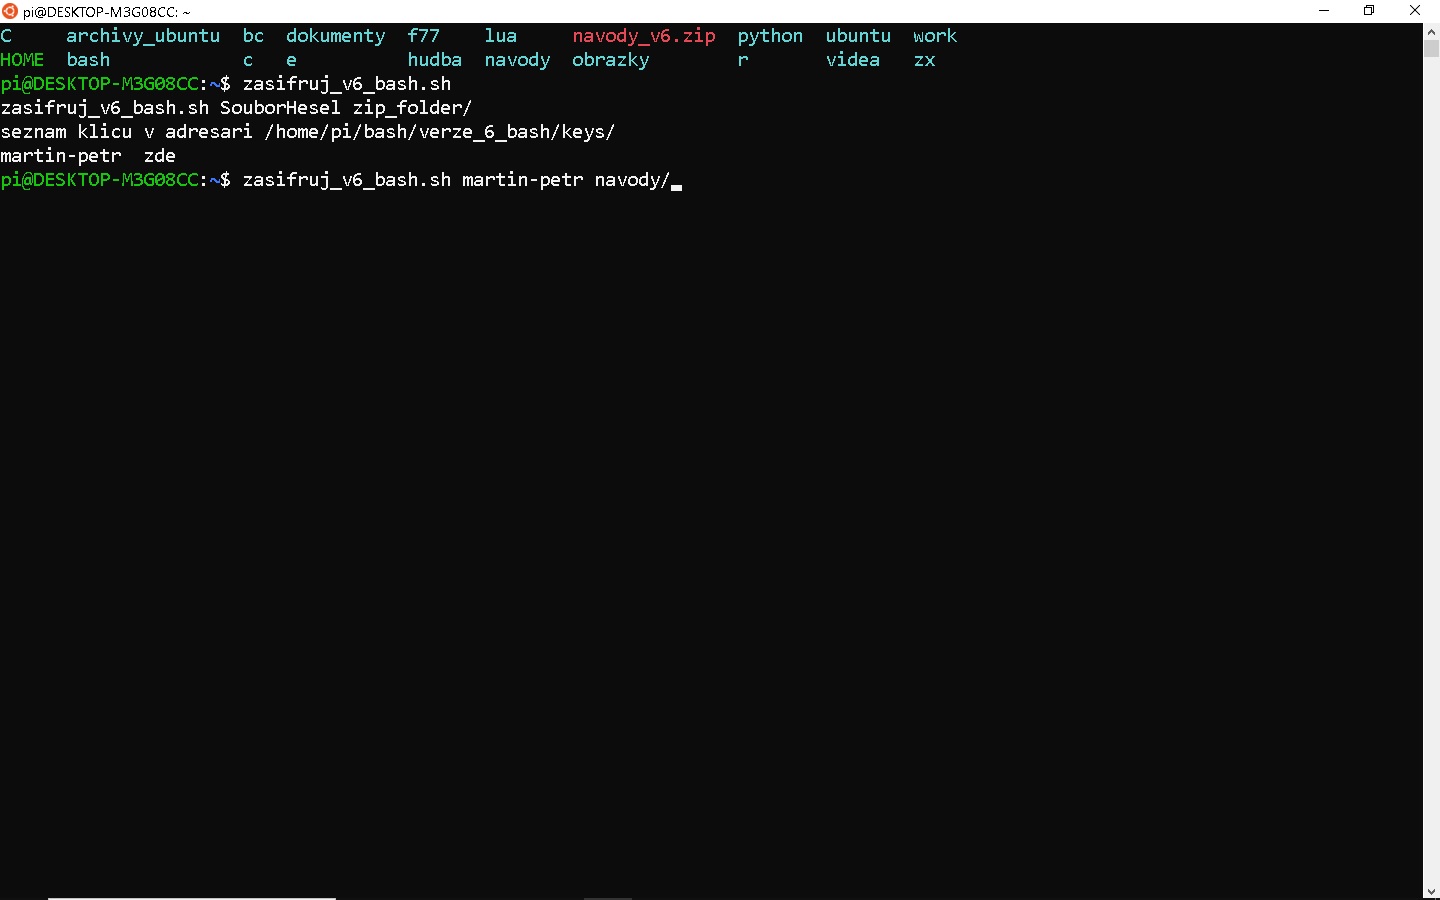 pi@DESKTOP-M3G08CC: ~
C archivy_ubuntu bc dokumenty f77 lua navody_v6.zip python ubuntu work
HOME bash c e hudba navody obrazky r videa zx
pi@DESKTOP-M3G08CC:~$ zasifruj_v6_bash.sh
zasifruj_v6_bash.sh SouborHesel zip_folder/
seznam klicu v adresari /home/pi/bash/verze_6_bash/keys/
martin-petr zde
pi@DESKTOP-M3G08CC:~$ zasifruj_v6_bash.sh martin-petr navody/